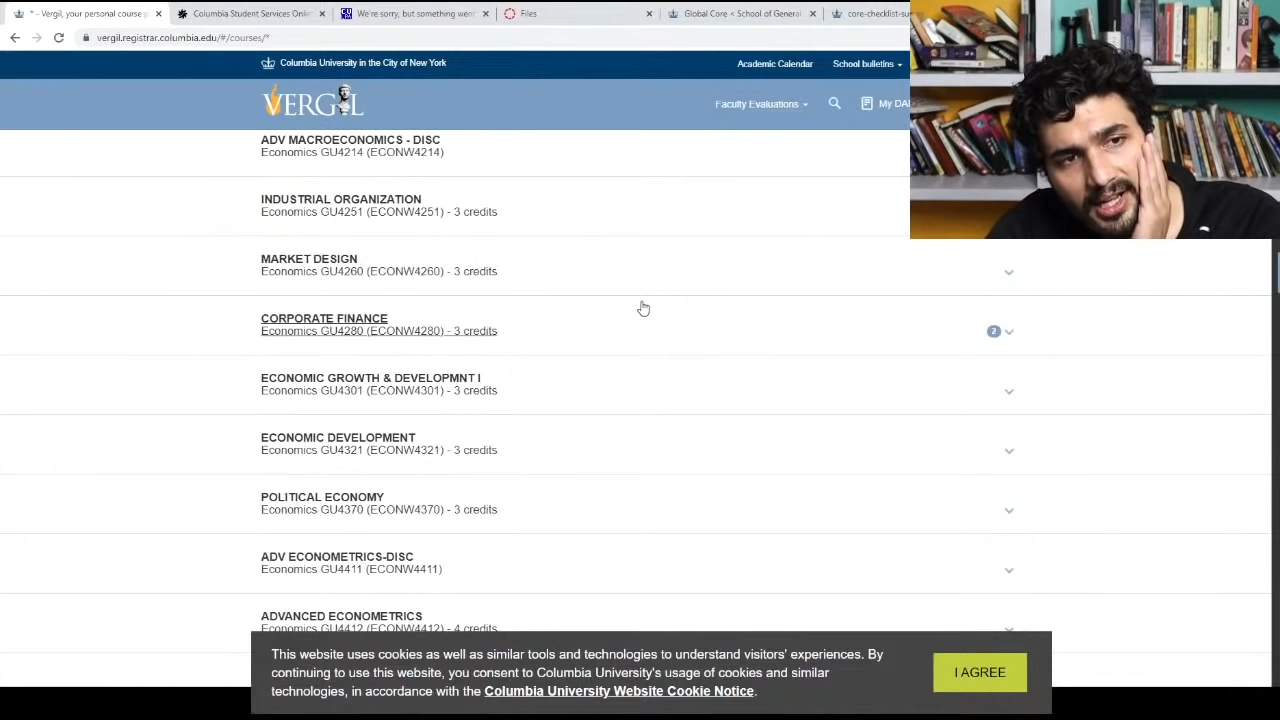 * - Vergil, your personal course p
Columbia Student Services Onli
We're sorry, but something wen
Files
Global Core < School of General
core-checklist-su
vergil.registrar.columbia.edu/#/courses/*
Columbia University in the City of New York
Academic Calendar
School bulletins
VERGIL
Faculty Evaluations
My DA
ADV MACROECONOMICS - DISC
Economics GU4214 (ECONW4214)
INDUSTRIAL ORGANIZATION
Economics GU4251 (ECONW4251) - 3 credits
MARKET DESIGN
Economics GU4260 (ECONW4260) - 3 credits
CORPORATE FINANCE
Economics GU4280 (ECONW4280) - 3 credits
2
ECONOMIC GROWTH & DEVELOPMNT I
Economics GU4301 (ECONW4301) - 3 credits
ECONOMIC DEVELOPMENT
Economics GU4321 (ECONW4321) - 3 credits
POLITICAL ECONOMY
Economics GU4370 (ECONW4370) - 3 credits
ADV ECONOMETRICS-DISC
Economics GU4411 (ECONW4411)
ADVANCED ECONOMETRICS
Economics GU4412 (ECONW4412) - 4 credits
This website uses cookies as well as similar tools and technologies to understand visitors' experiences. By
continuing to use this website, you consent to Columbia University's usage of cookies and similar
technologies, in accordance with the Columbia University Website Cookie Notice.
I AGREE